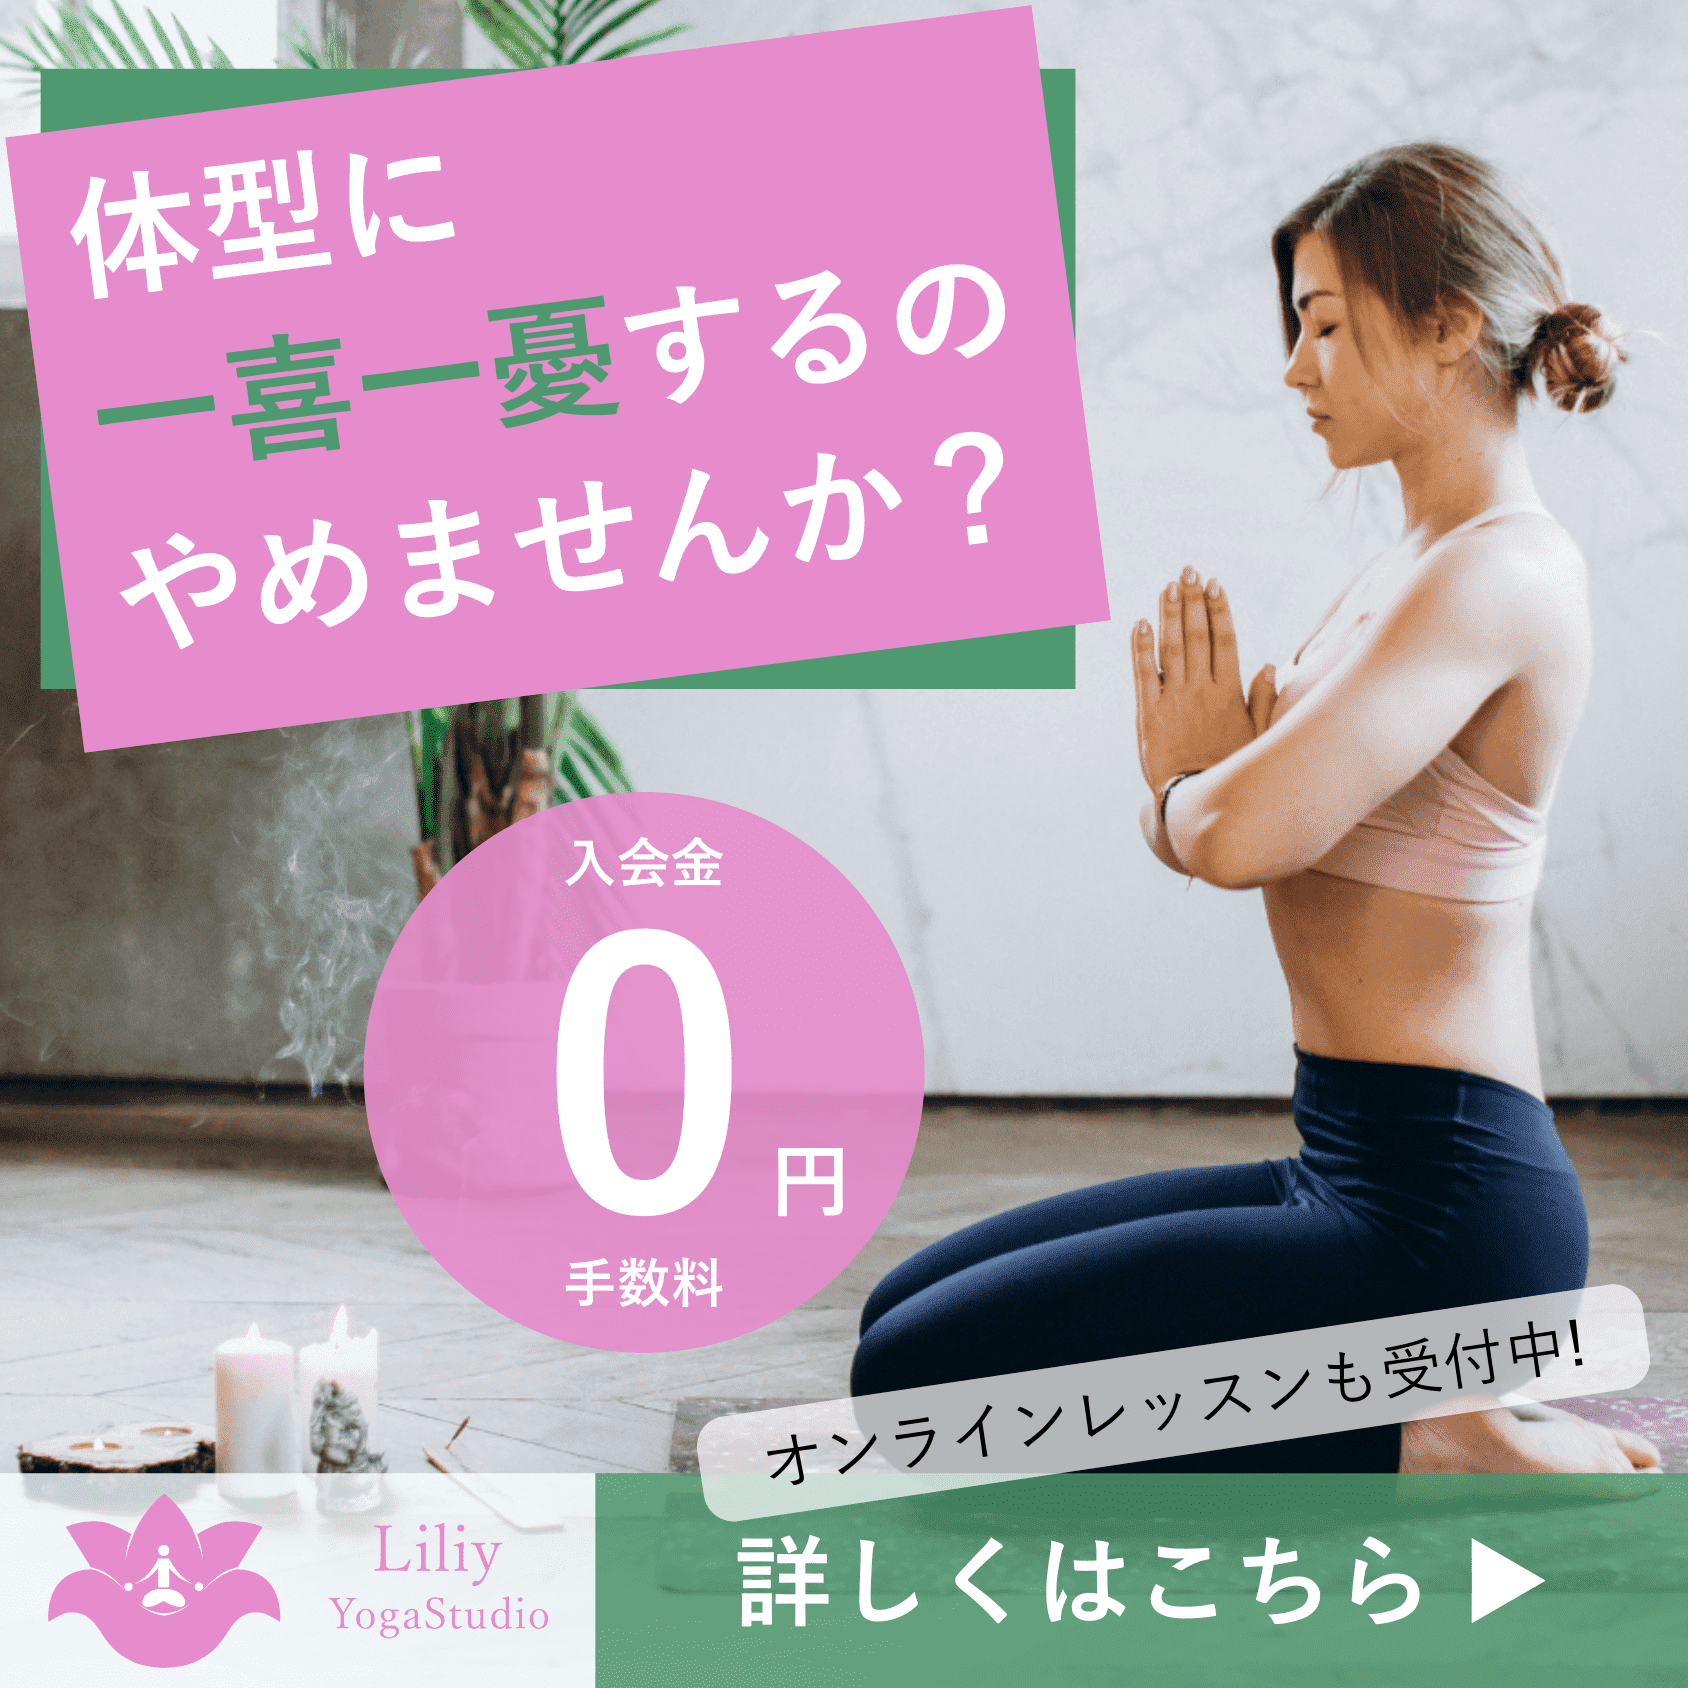 体型に
一喜一憂するの
やめませんか？
入会金
0円
手数料
オンラインレッスンも受付中!
Liliy
YogaStudio
詳しくはこちら▶